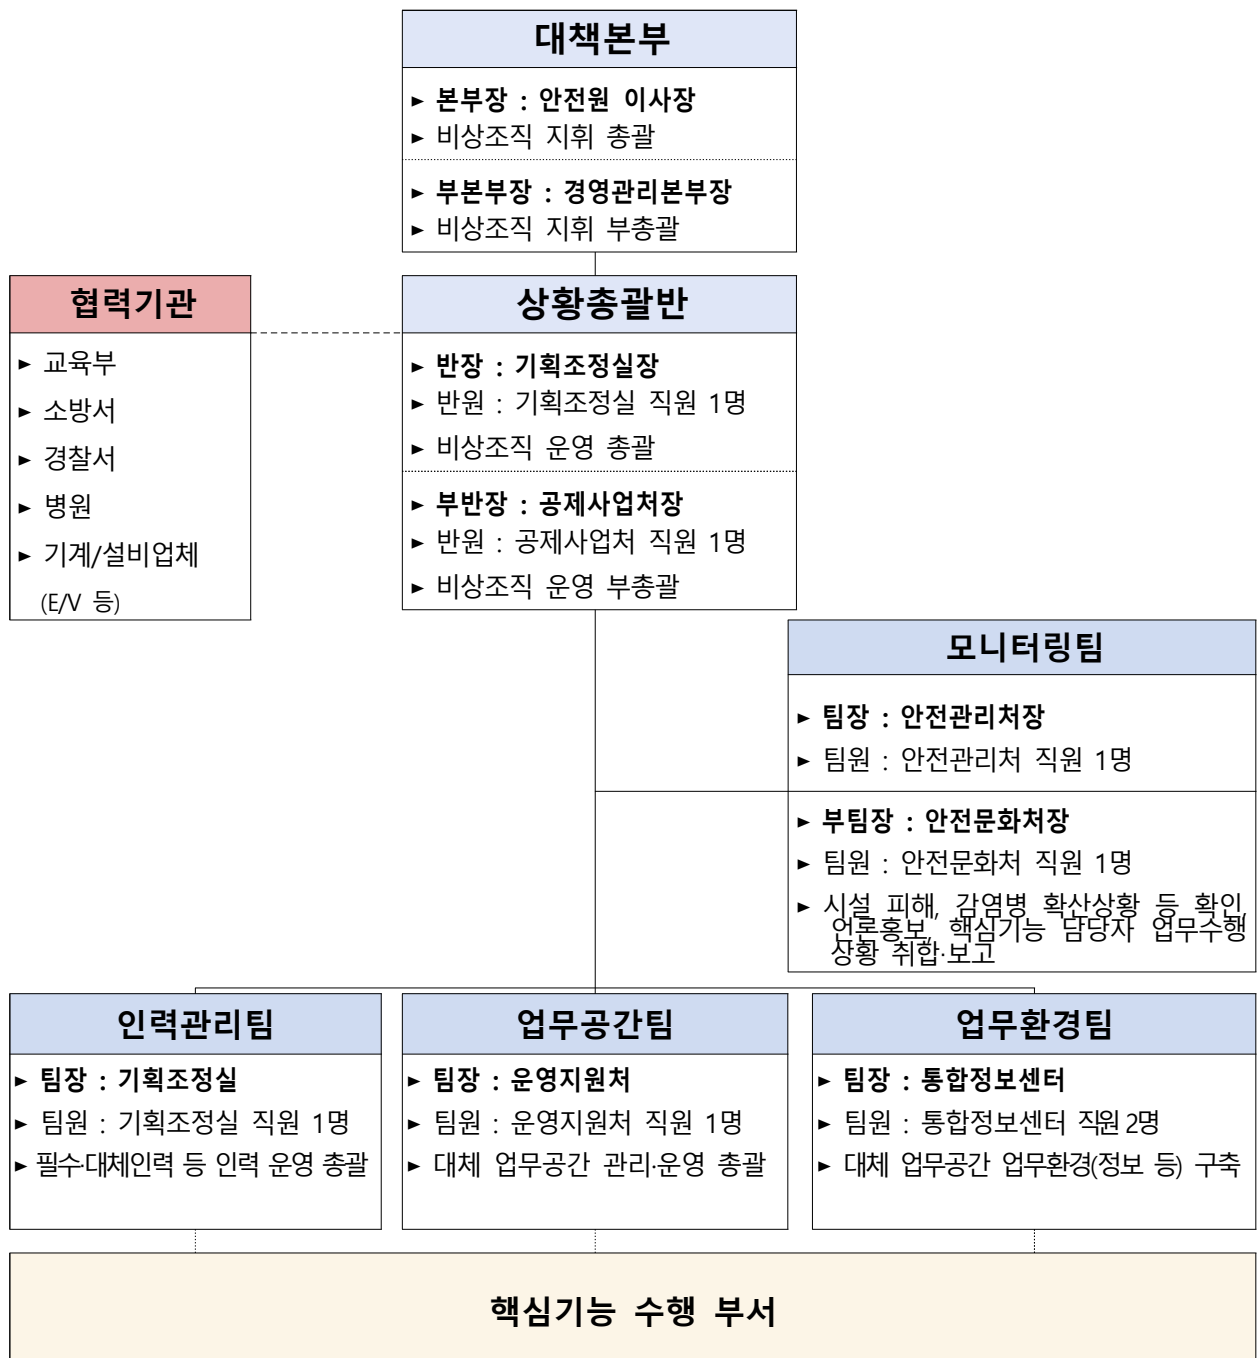 대책본부
► 본부장 : 안전원 이사장
► 비상조직 지휘 총괄
► 부본부장 : 경영관리본부장
► 비상조직 지휘 부총괄
협력기관
► 교육부
► 소방서
► 경찰서
► 병원
► 기계/설비업체
(E/V 등)
상황총괄반
► 반장 : 기획조정실장
► 반원 : 기획조정실 직원 1명
► 비상조직 운영 총괄
► 부반장 : 공제사업처장
► 반원 : 공제사업처 직원 1명
► 비상조직 운영 부총괄
모니터링팀
► 팀장 : 안전관리처장
► 팀원 : 안전관리처 직원 1명
► 부팀장 : 안전문화처장
► 팀원 : 안전문화처 직원 1명
► 시설 피해, 감염병 확산상황 등 확인,
언론홍보, 핵심기능 담당자 업무수행
상황 취합·보고
인력관리팀
► 팀장 : 기획조정실
► 팀원 : 기획조정실 직원 1명
► 필수·대체인력 등 인력 운영 총괄
업무공간팀
► 팀장 : 운영지원처
► 팀원 : 운영지원처 직원 1명
► 대체 업무공간 관리·운영 총괄
업무환경팀
► 팀장 : 통합정보센터
► 팀원 : 통합정보센터 직원 2명
► 대체 업무공간 업무환경(정보 등) 구축
핵심기능 수행 부서